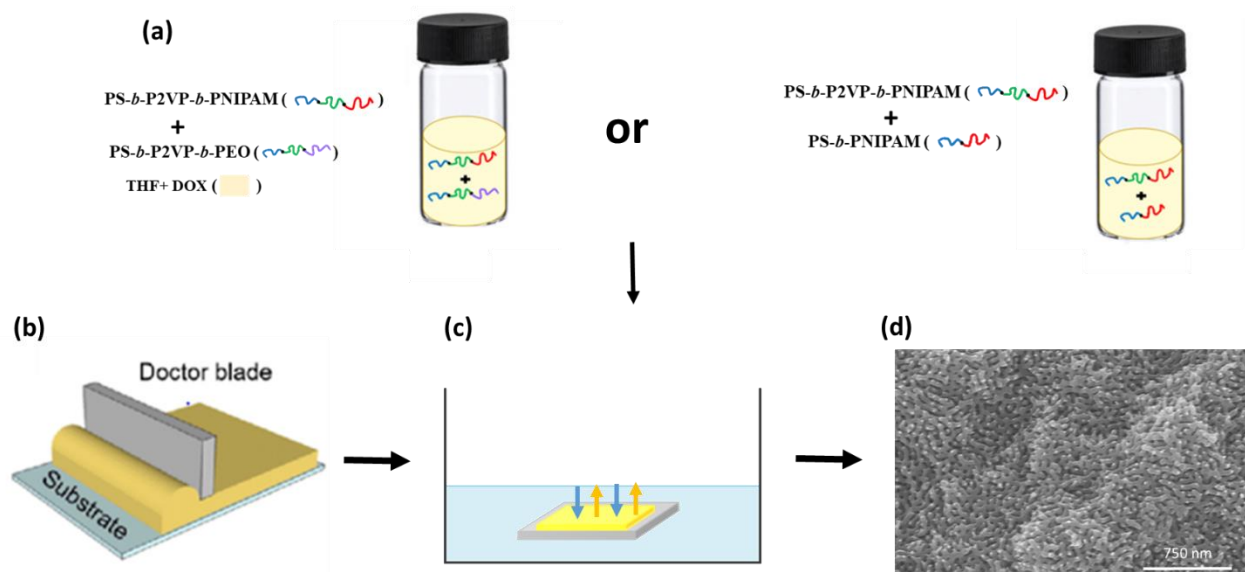 (a)
PS-b-P2VP-b-PNIPAM ( )
+
PS-b-P2VP-b-PEO ( )
THF+ DOX ( )
+
or
PS-b-P2VP-b-PNIPAM ( )
+
PS-b-PNIPAM ( )
+
(b)
Doctor blade
Substrate
(c)
(d)
750 nm